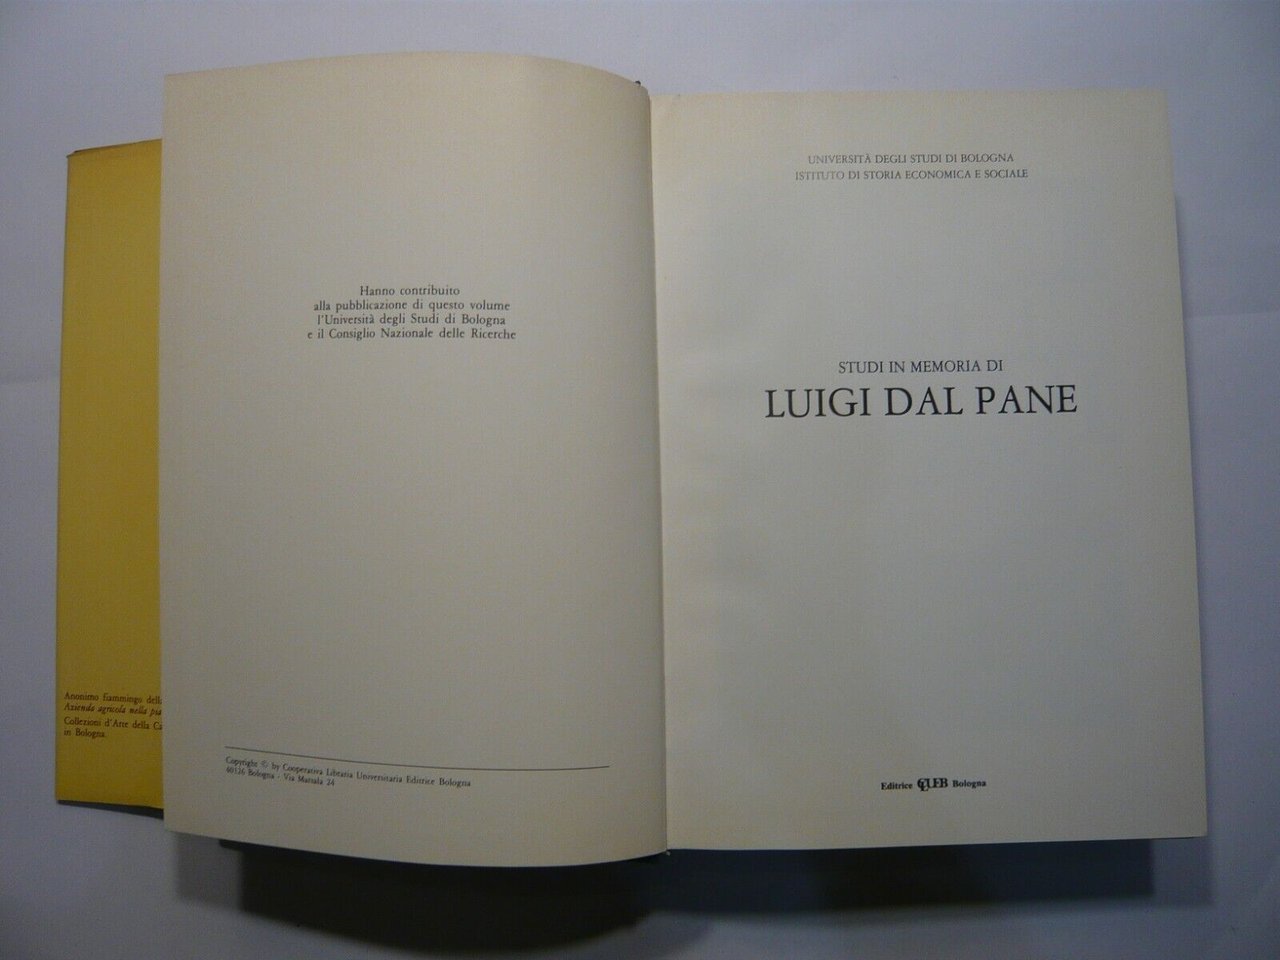 Hanno contribuito
alla pubblicazione di questo volume
l'Università degli Studi di Bologna
e il Consiglio Nazionale delle Ricerche
Copyright © by Cooperativa Libraria Universitaria Editrice Bologna
40126 Bologna - Via Marsala 24
Anonimo fiammingo della
Azienda agricola nella
Collezioni d'Arte della
in Bologna.
UNIVERSITÀ DEGLI STUDI DI BOLOGNA
ISTITUTO DI STORIA ECONOMICA E SOCIALE
STUDI IN MEMORIA DI
LUIGI DAL PANE
Editrice CLUEB Bologna